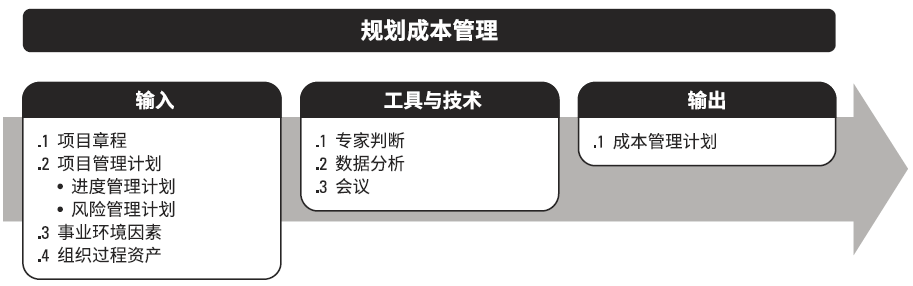 规划成本管理
输入
.1 项目章程
.2 项目管理计划
• 进度管理计划
• 风险管理计划
.3 事业环境因素
.4 组织过程资产
工具与技术
.1 专家判断
.2 数据分析
.3 会议
输出
.1 成本管理计划